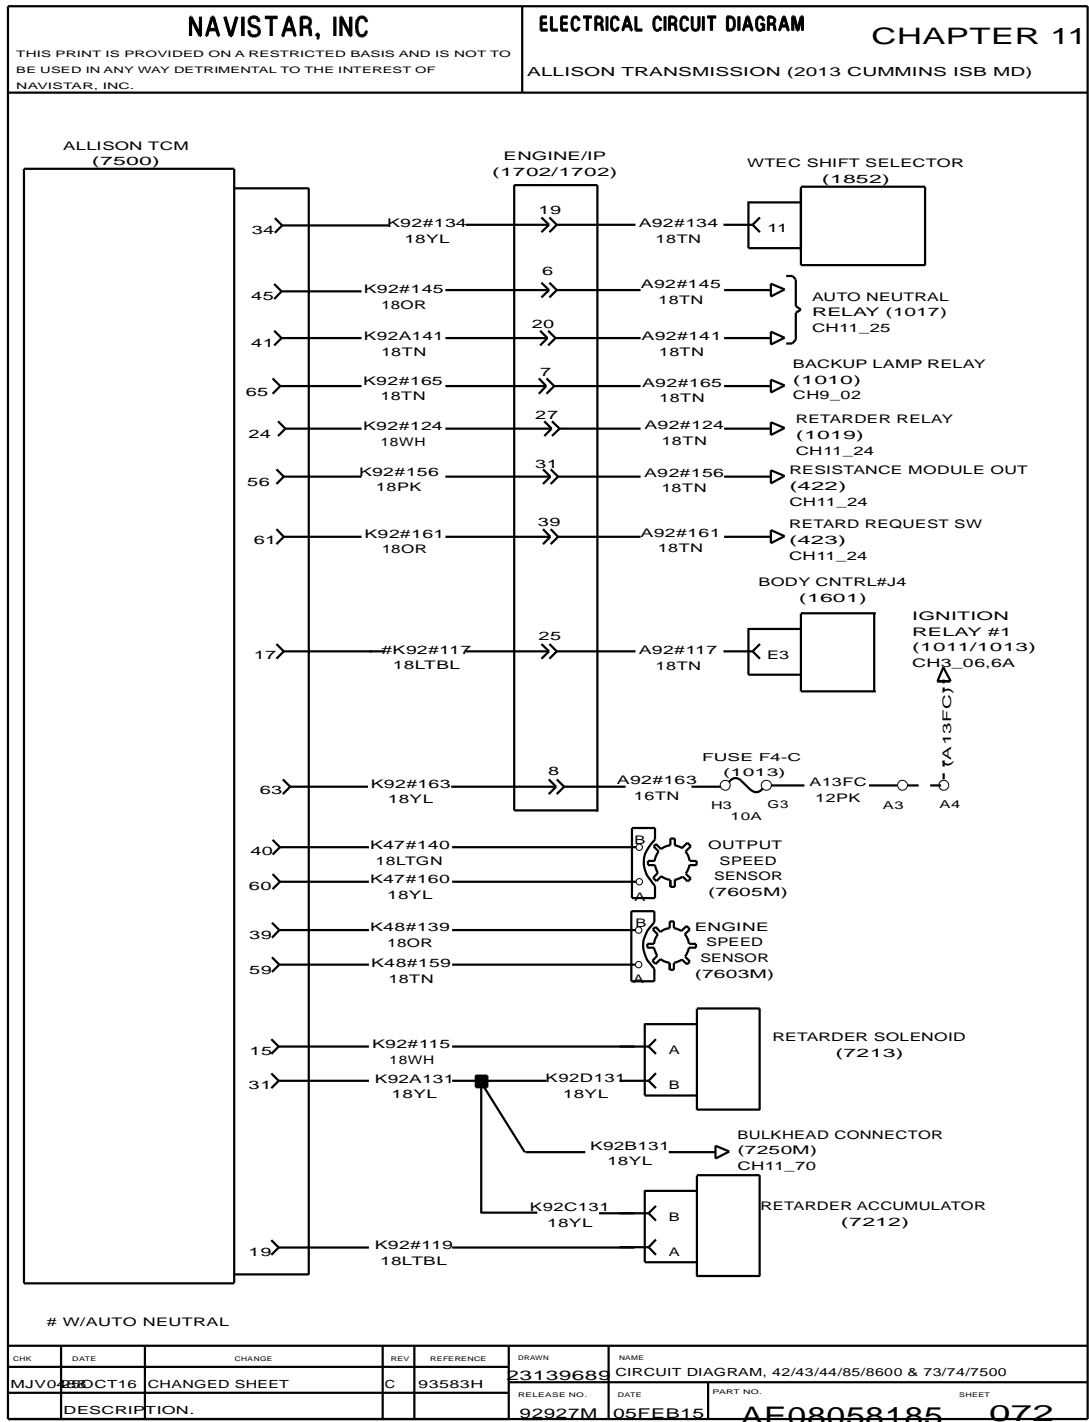 NAVISTAR, INC
THIS PRINT IS PROVIDED ON A RESTRICTED BASIS AND IS NOT TO
BE USED IN ANY WAY DETRIMENTAL TO THE INTEREST OF
NAVISTAR, INC.
ELECTRICAL CIRCUIT DIAGRAM
CHAPTER 11
ALLISON TRANSMISSION (2013 CUMMINS ISB MD)
ALLISON TCM
(7500)
ENGINE/IP
(1702/1702)
WTEC SHIFT SELECTOR
(1852)
34
K92#134
18YL
19
A92#134
18TN
11
45
K92#145
18OR
6
A92#145
18TN
AUTO NEUTRAL
RELAY (1017)
CH11_25
41
K92A141
18TN
20
A92#141
18TN
65
K92#165
18TN
7
A92#165
18TN
BACKUP LAMP RELAY
(1010)
CH9_02
24
K92#124
18WH
27
A92#124
18TN
RETARDER RELAY
(1019)
CH11_24
56
K92#156
18PK
31
A92#156
18TN
RESISTANCE MODULE OUT
(422)
CH11_24
61
K92#161
18OR
39
A92#161
18TN
RETARD REQUEST SW
(423)
CH11_24
BODY CNTRL#J4
(1601)
17
#K92#117
18LTBL
25
A92#117
18TN
E3
IGNITION
RELAY #1
(1011/1013)
CH3_06,6A
(A13FC)
63
K92#163
18YL
8
A92#163
16TN
FUSE F4-C
(1013)
H3
G3
10A
A13FC
12PK
A3
A4
40
K47#140
18LTGN
60
K47#160
18YL
B
A
OUTPUT
SPEED
SENSOR
(7605M)
39
K48#139
18OR
59
K48#159
18TN
B
A
ENGINE
SPEED
SENSOR
(7603M)
15
K92#115
18WH
A
RETARDER SOLENOID
(7213)
31
K92A131
18YL
K92D131
18YL
B
K92B131
18YL
BULKHEAD CONNECTOR
(7250M)
CH11_70
K92C131
18YL
B
RETARDER ACCUMULATOR
(7212)
19
K92#119
18LTBL
A
# W/AUTO NEUTRAL
CHK DATE CHANGE REV REFERENCE
CHANGED SHEET C 93583H
DESCRIPTION.
DRAWN
23139689
NAME
CIRCUIT DIAGRAM, 42/43/44/85/8600 & 73/74/7500
RELEASE NO.
92927M
DATE
05FEB15
PART NO.
AE08058185
SHEET
072